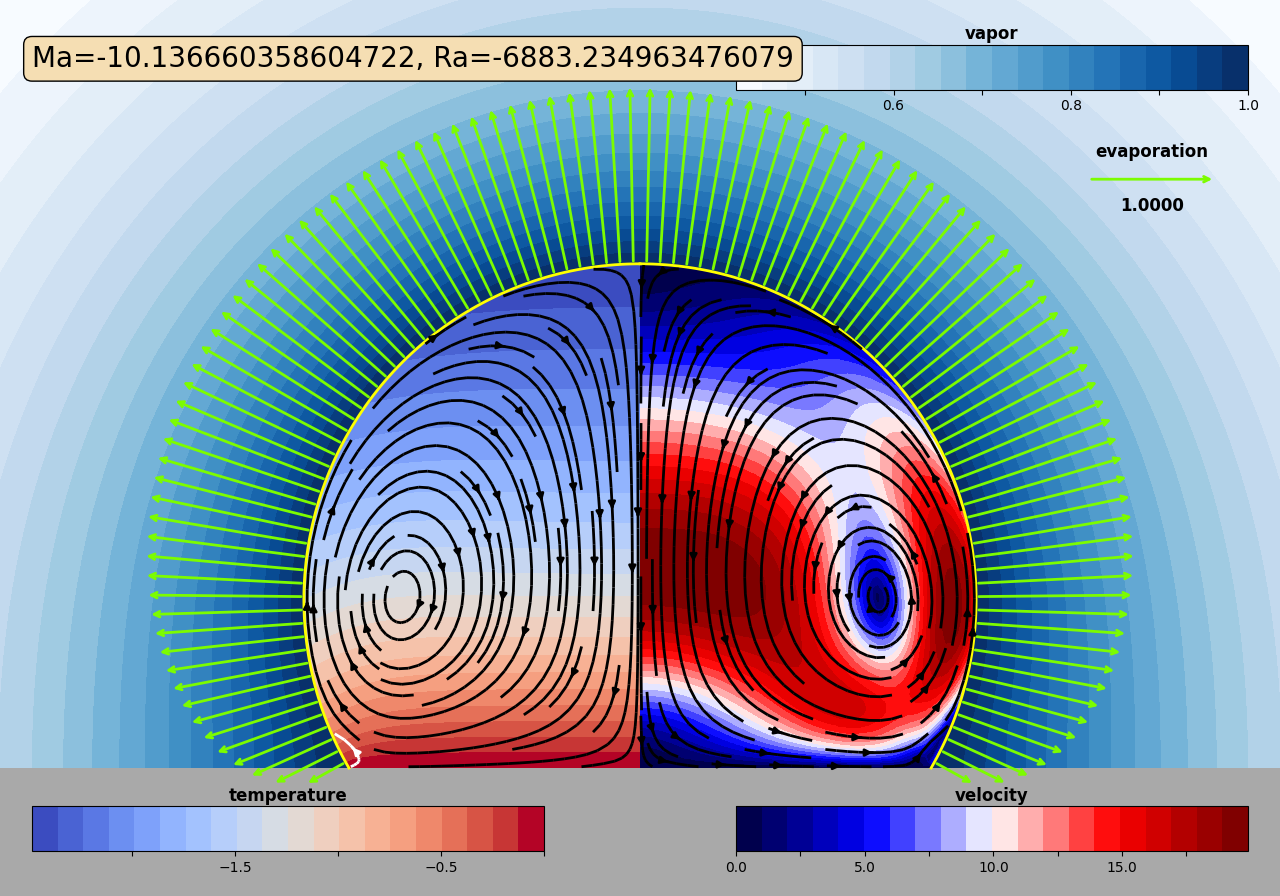 Ma=-10.136660358604722, Ra=-6883.234963476079
vapor
0.6 0.8 1.0
evaporation
1.0000
temperature
−1.5 −0.5
velocity
0.0 5.0 10.0 15.0